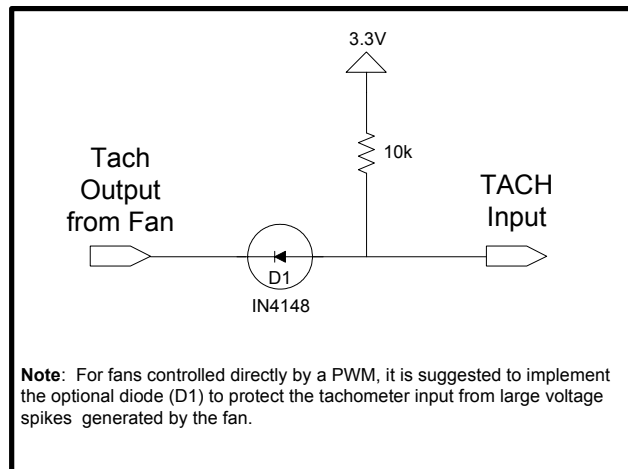 3.3V
10k
Tach
Output
from Fan
TACH
Input
D1
IN4148
Note: For fans controlled directly by a PWM, it is suggested to implement
the optional diode (D1) to protect the tachometer input from large voltage
spikes generated by the fan.